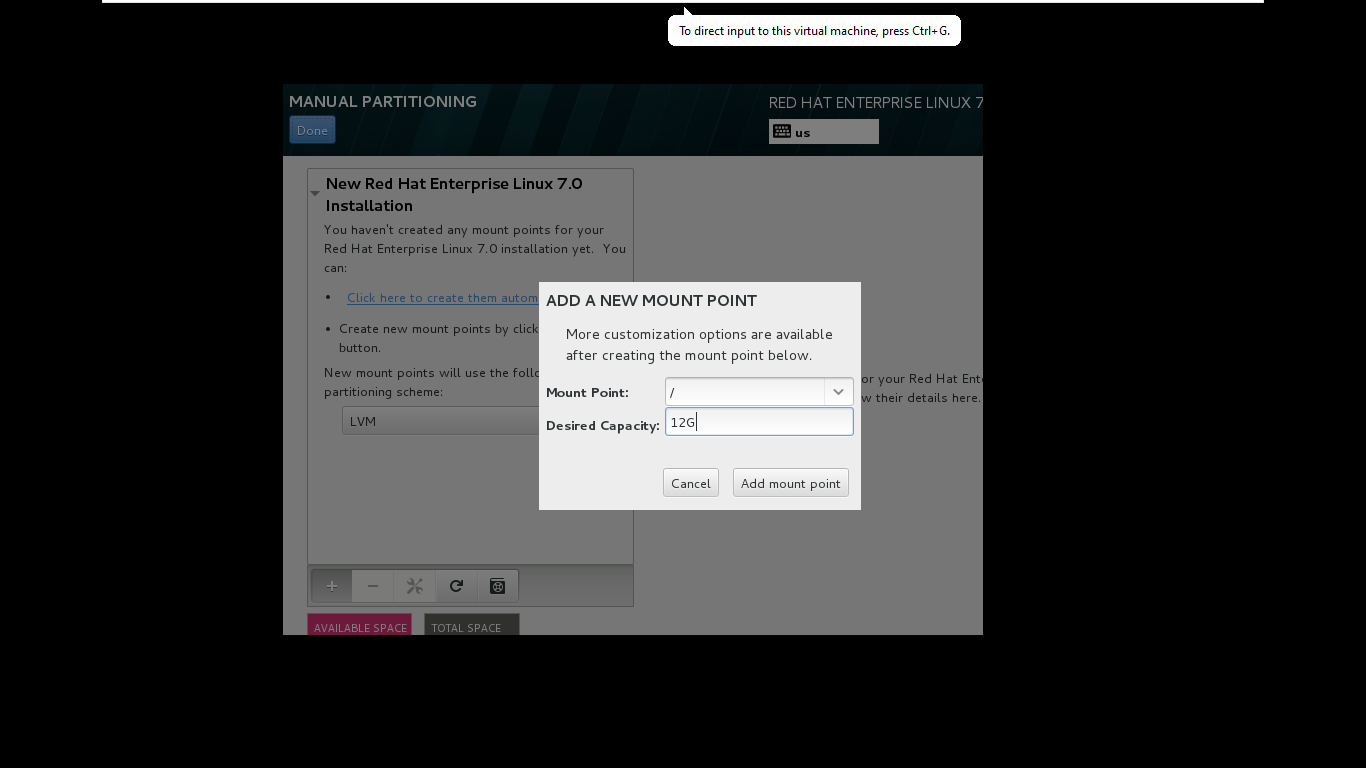 To direct input to this virtual machine, press Ctrl+G.
MANUAL PARTITIONING
RED HAT ENTERPRISE LINUX 7
Done
us
New Red Hat Enterprise Linux 7.0
Installation
You haven't created any mount points for your
Red Hat Enterprise Linux 7.0 installation yet.  You
can:
• Click here to create them autom
• Create new mount points by click
button.
New mount points will use the follo
partitioning scheme:
LVM
ADD A NEW MOUNT POINT
More customization options are available
after creating the mount point below.
Mount Point: /
Desired Capacity: 12G
Cancel Add mount point
or your Red Hat Ente
w their details here.
+ −
AVAILABLE SPACE
TOTAL SPACE